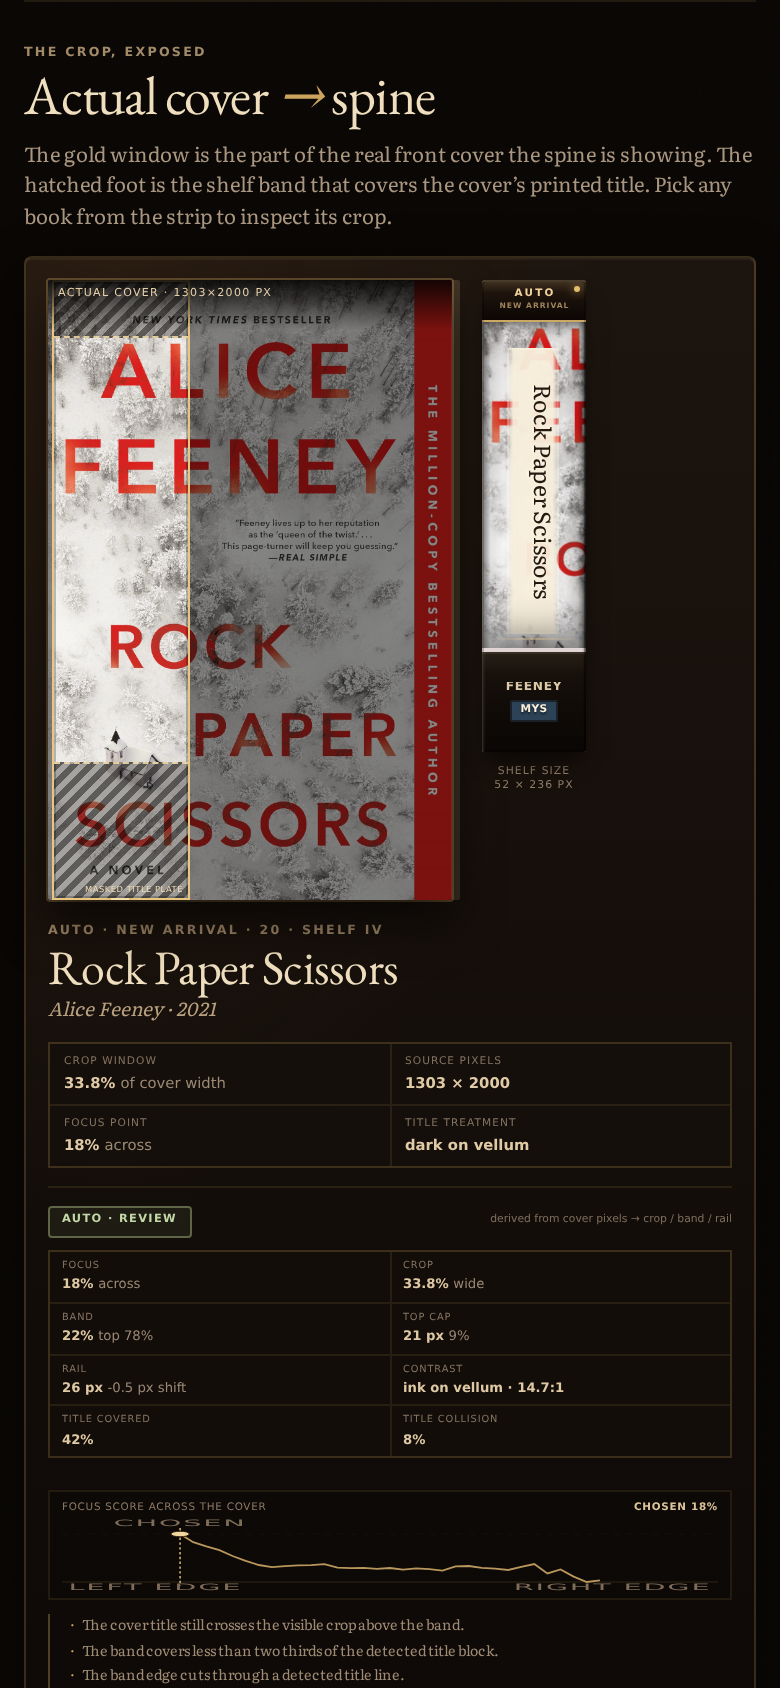 THE CROP, EXPOSED
Actual cover → spine
The gold window is the part of the real front cover the spine is showing. The
hatched foot is the shelf band that covers the cover’s printed title. Pick any
book from the strip to inspect its crop.
ACTUAL COVER · 1303×2000 PX
NEW YORK TIMES BESTSELLER
ALICE
FEENEY
“Feeney lives up to her reputation
as the ‘queen of the twist.’ . . .
This page-turner will keep you guessing.”
—REAL SIMPLE
ROCK
PAPER
SCISSORS
A NOVEL
MASKED TITLE PLATE
THE MILLION-COPY BESTSELLING AUTHOR
AUTO
NEW ARRIVAL
Rock Paper Scissors
FEENEY
MYS
SHELF SIZE
52 × 236 PX
AUTO · NEW ARRIVAL · 20 · SHELF IV
Rock Paper Scissors
Alice Feeney · 2021
CROP WINDOW
33.8% of cover width
SOURCE PIXELS
1303 × 2000
FOCUS POINT
18% across
TITLE TREATMENT
dark on vellum
AUTO · REVIEW
derived from cover pixels → crop / band / rail
FOCUS
18% across
CROP
33.8% wide
BAND
22% top 78%
TOP CAP
21 px 9%
RAIL
26 px -0.5 px shift
CONTRAST
ink on vellum · 14.7:1
TITLE COVERED
42%
TITLE COLLISION
8%
FOCUS SCORE ACROSS THE COVER
CHOSEN 18%
CHOSEN
LEFT EDGE
RIGHT EDGE
· The cover title still crosses the visible crop above the band.
· The band covers less than two thirds of the detected title block.
· The band edge cuts through a detected title line.